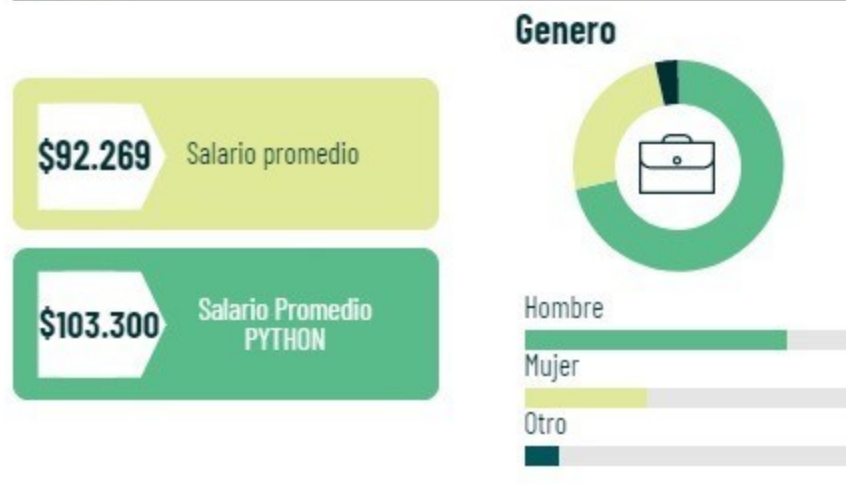 Genero
$92.269
Salario promedio
$103.300
Salario Promedio
PYTHON
Hombre
Mujer
Otro